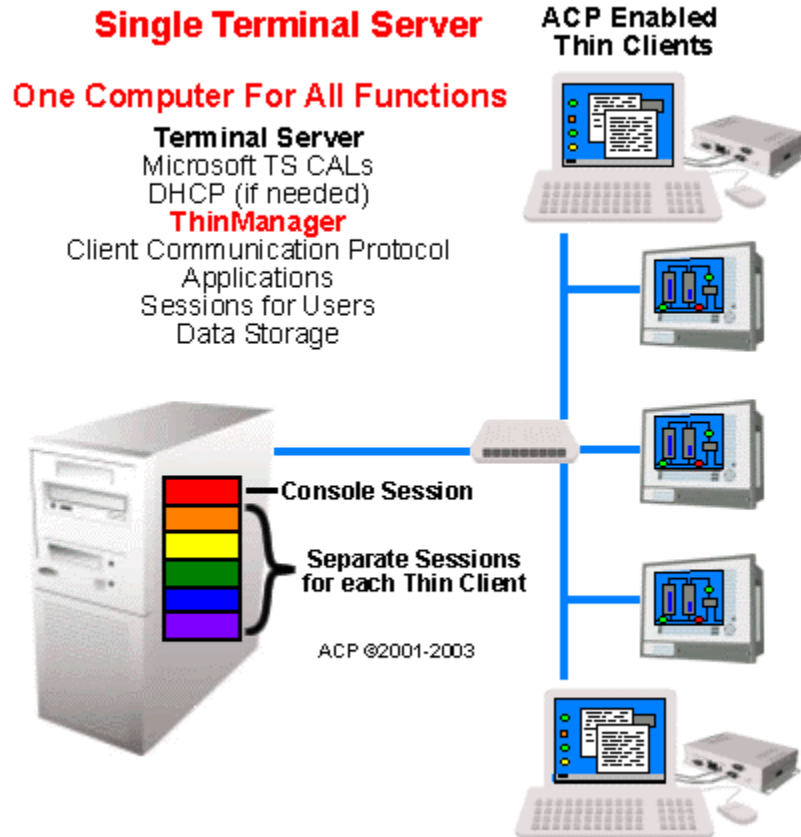 Single Terminal Server
ACP Enabled
Thin Clients
One Computer For All Functions
Terminal Server
Microsoft TS CALs
DHCP (if needed)
ThinManager
Client Communication Protocol
Applications
Sessions for Users
Data Storage
Console Session
Separate Sessions
for each Thin Client
ACP ©2001-2003